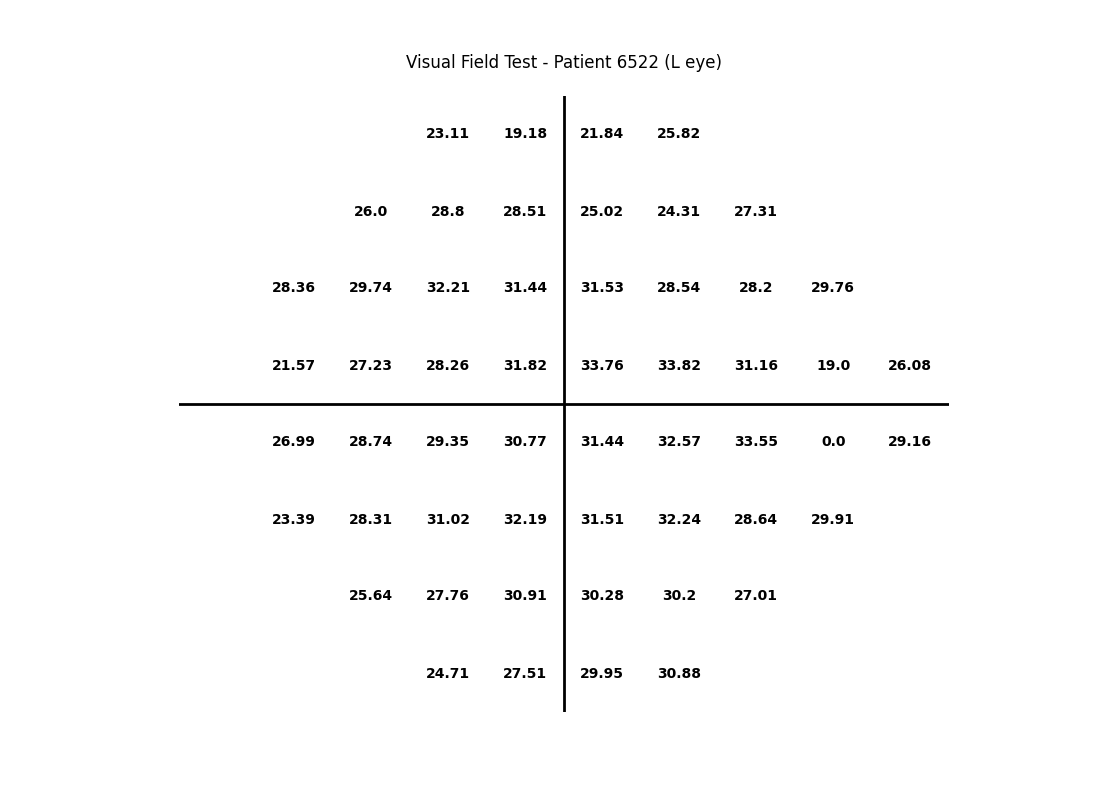 Visual Field Test - Patient 6522 (L eye)
23.11 19.18 21.84 25.82
26.0 28.8 28.51 25.02 24.31 27.31
28.36 29.74 32.21 31.44 31.53 28.54 28.2 29.76
21.57 27.23 28.26 31.82 33.76 33.82 31.16 19.0 26.08
26.99 28.74 29.35 30.77 31.44 32.57 33.55 0.0 29.16
23.39 28.31 31.02 32.19 31.51 32.24 28.64 29.91
25.64 27.76 30.91 30.28 30.2 27.01
24.71 27.51 29.95 30.88